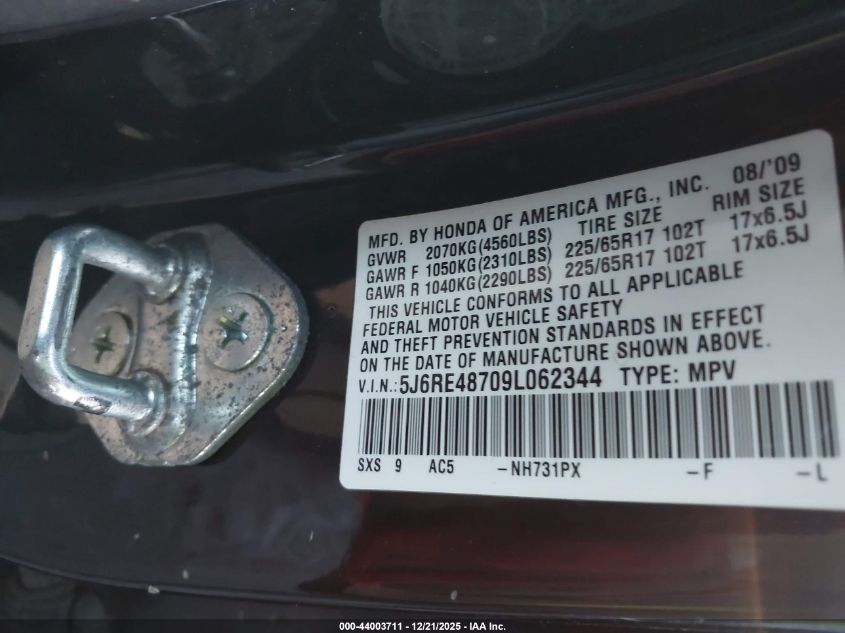 MFD. BY HONDA OF AMERICA MFG., INC. 08/'09
GVWR 2070KG(4560LBS) TIRE SIZE RIM SIZE
GAWR F 1050KG(2310LBS) 225/65R17 102T 17x6.5J
GAWR R 1040KG(2290LBS) 225/65R17 102T 17x6.5J
THIS VEHICLE CONFORMS TO ALL APPLICABLE
FEDERAL MOTOR VEHICLE SAFETY
AND THEFT PREVENTION STANDARDS IN EFFECT
ON THE DATE OF MANUFACTURE SHOWN ABOVE.
V.I.N.: 5J6RE48709L062344 TYPE: MPV
SXS 9 AC5 -NH731PX -F -L
000-44003711 - 12/21/2025 - IAA Inc.